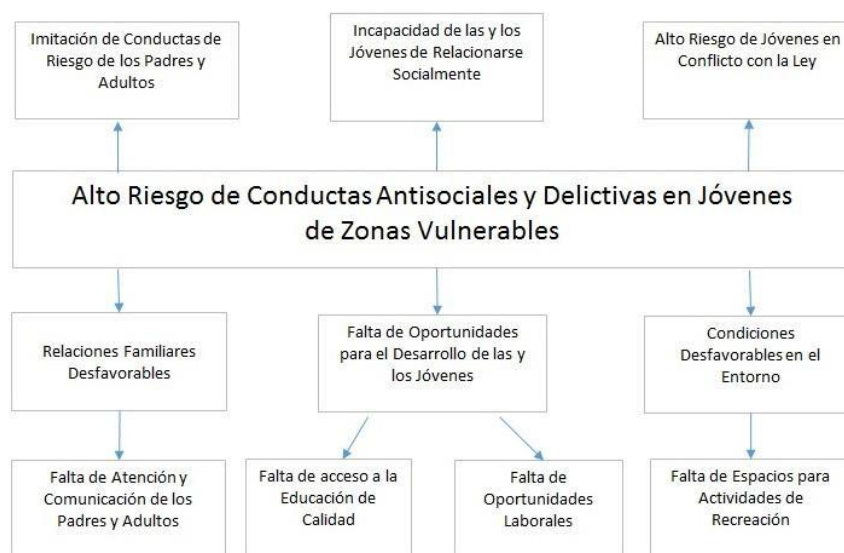 Imitación de Conductas de
Riesgo de los Padres y
Adultos
Incapacidad de las y los
Jóvenes de Relacionarse
Socialmente
Alto Riesgo de Jóvenes en
Conflicto con la Ley
Alto Riesgo de Conductas Antisociales y Delictivas en Jóvenes
de Zonas Vulnerables
Relaciones Familiares
Desfavorables
Falta de Oportunidades
para el Desarrollo de las y
los Jóvenes
Condiciones
Desfavorables en el
Entorno
Falta de Atención y
Comunicación de los
Padres y Adultos
Falta de acceso a la
Educación de
Calidad
Falta de
Oportunidades
Laborales
Falta de Espacios para
Actividades de
Recreación